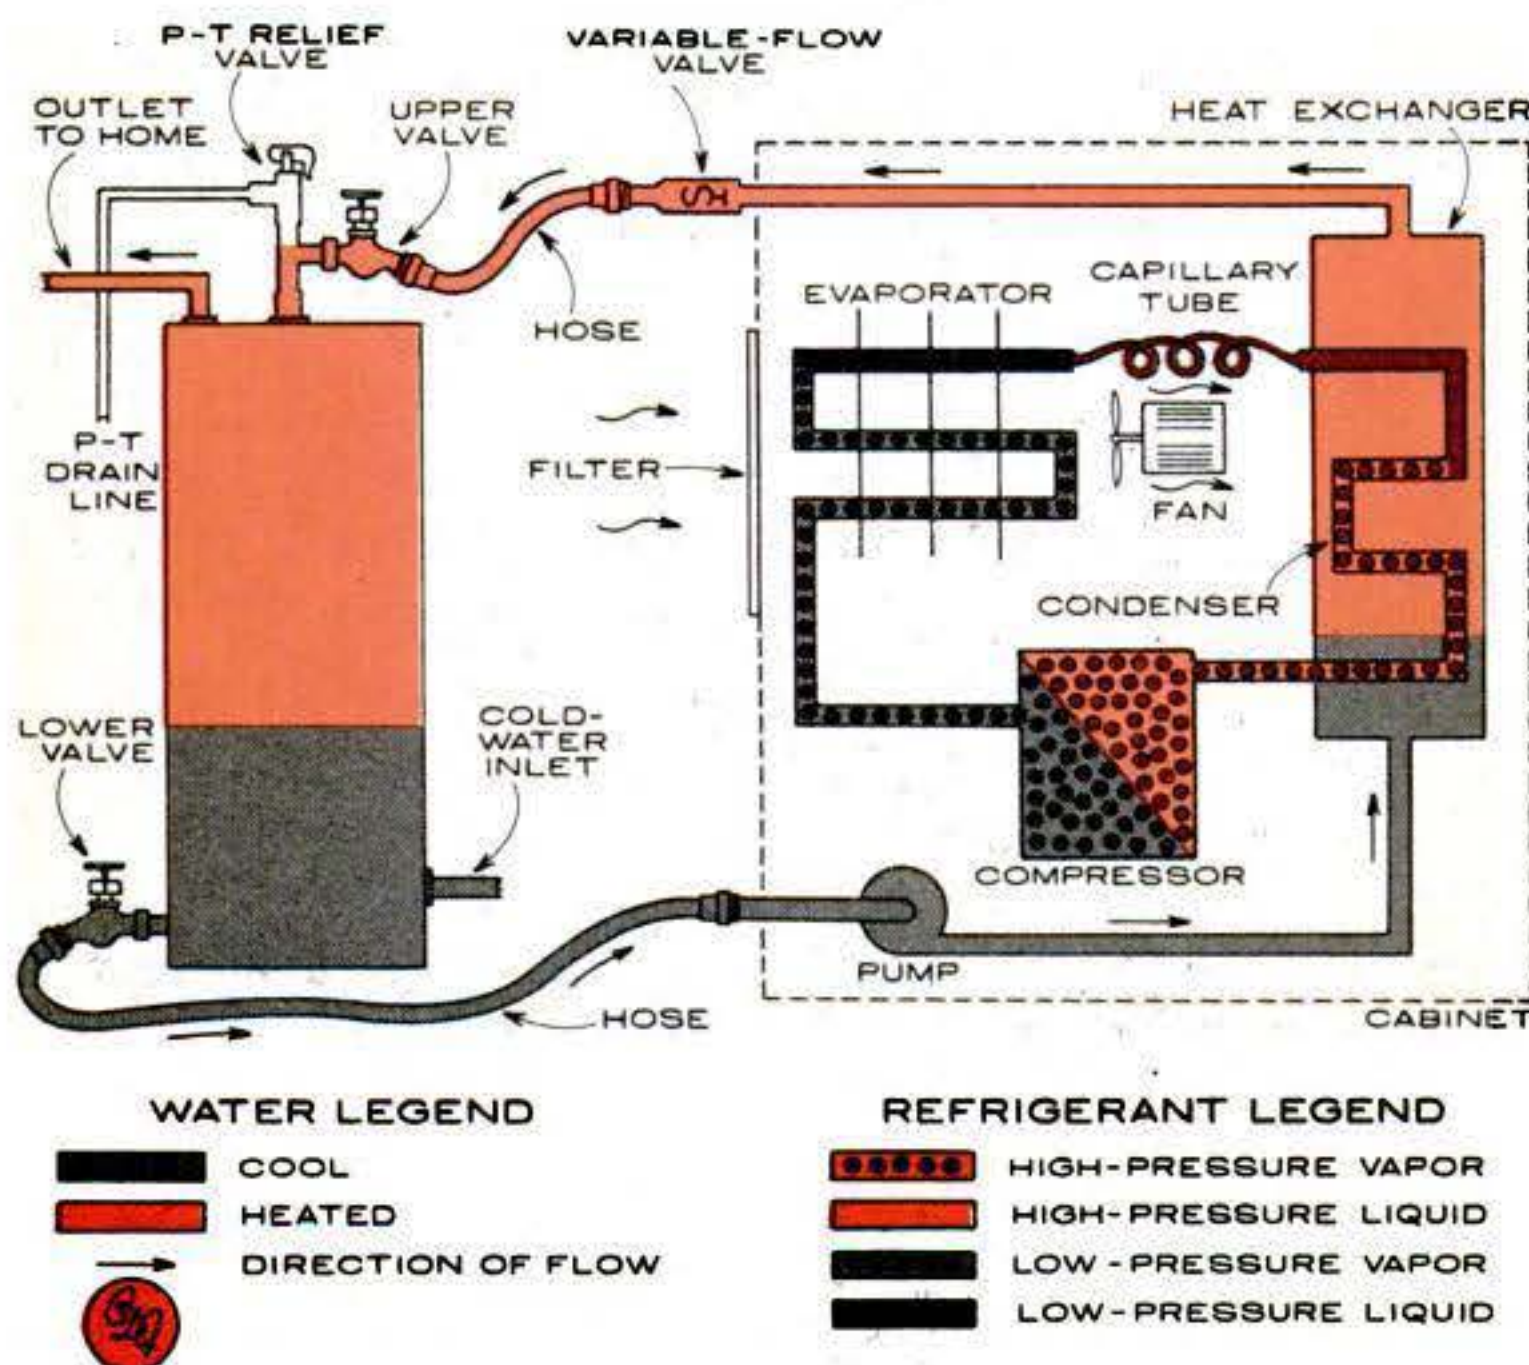 P-T RELIEF
VALVE
VARIABLE-FLOW
VALVE
OUTLET
TO HOME
UPPER
VALVE
HEAT EXCHANGER
HOSE
EVAPORATOR
CAPILLARY
TUBE
P-T
DRAIN
LINE
FILTER
FAN
CONDENSER
LOWER
VALVE
COLD-
WATER
INLET
COMPRESSOR
PUMP
HOSE
CABINET
WATER LEGEND
COOL
HEATED
DIRECTION OF FLOW
REFRIGERANT LEGEND
HIGH-PRESSURE VAPOR
HIGH-PRESSURE LIQUID
LOW-PRESSURE VAPOR
LOW-PRESSURE LIQUID